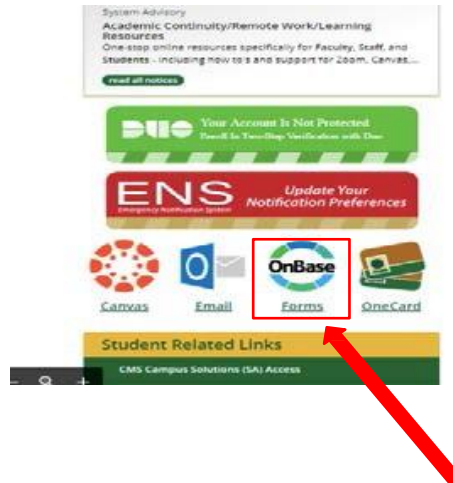 System Advisory
Academic Continuity/Remote Work/Learning
Resources
One-stop online resources specifically for Faculty, Staff, and
Students - including how to's and support for Zoom, Canvas,...
read all notices
DUO Your Account Is Not Protected
Enroll In Two-Step Verification with Duo
ENS Update Your
Emergency Notification System Notification Preferences
OnBase
Canvas Email Forms OneCard
Student Related Links
CMS Campus Solutions (SA) Access